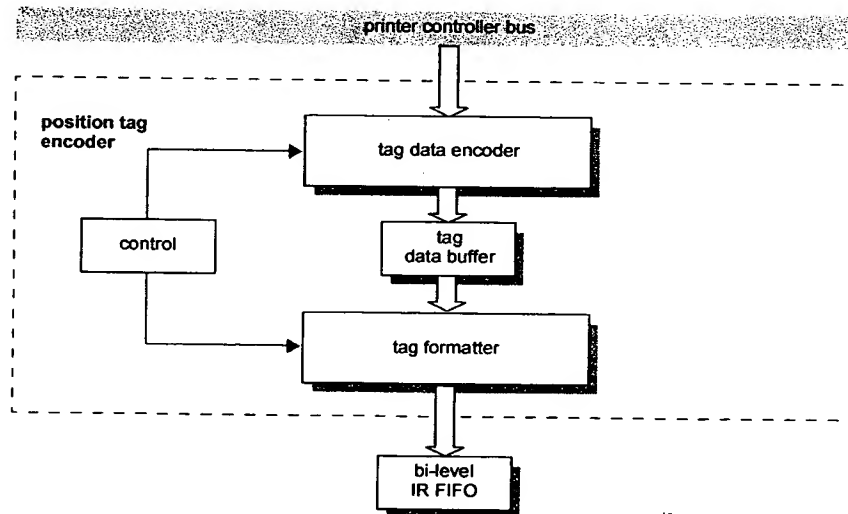 printer controller bus
position tag
encoder
tag data encoder
control
tag
data buffer
tag formatter
bi-level
IR FIFO